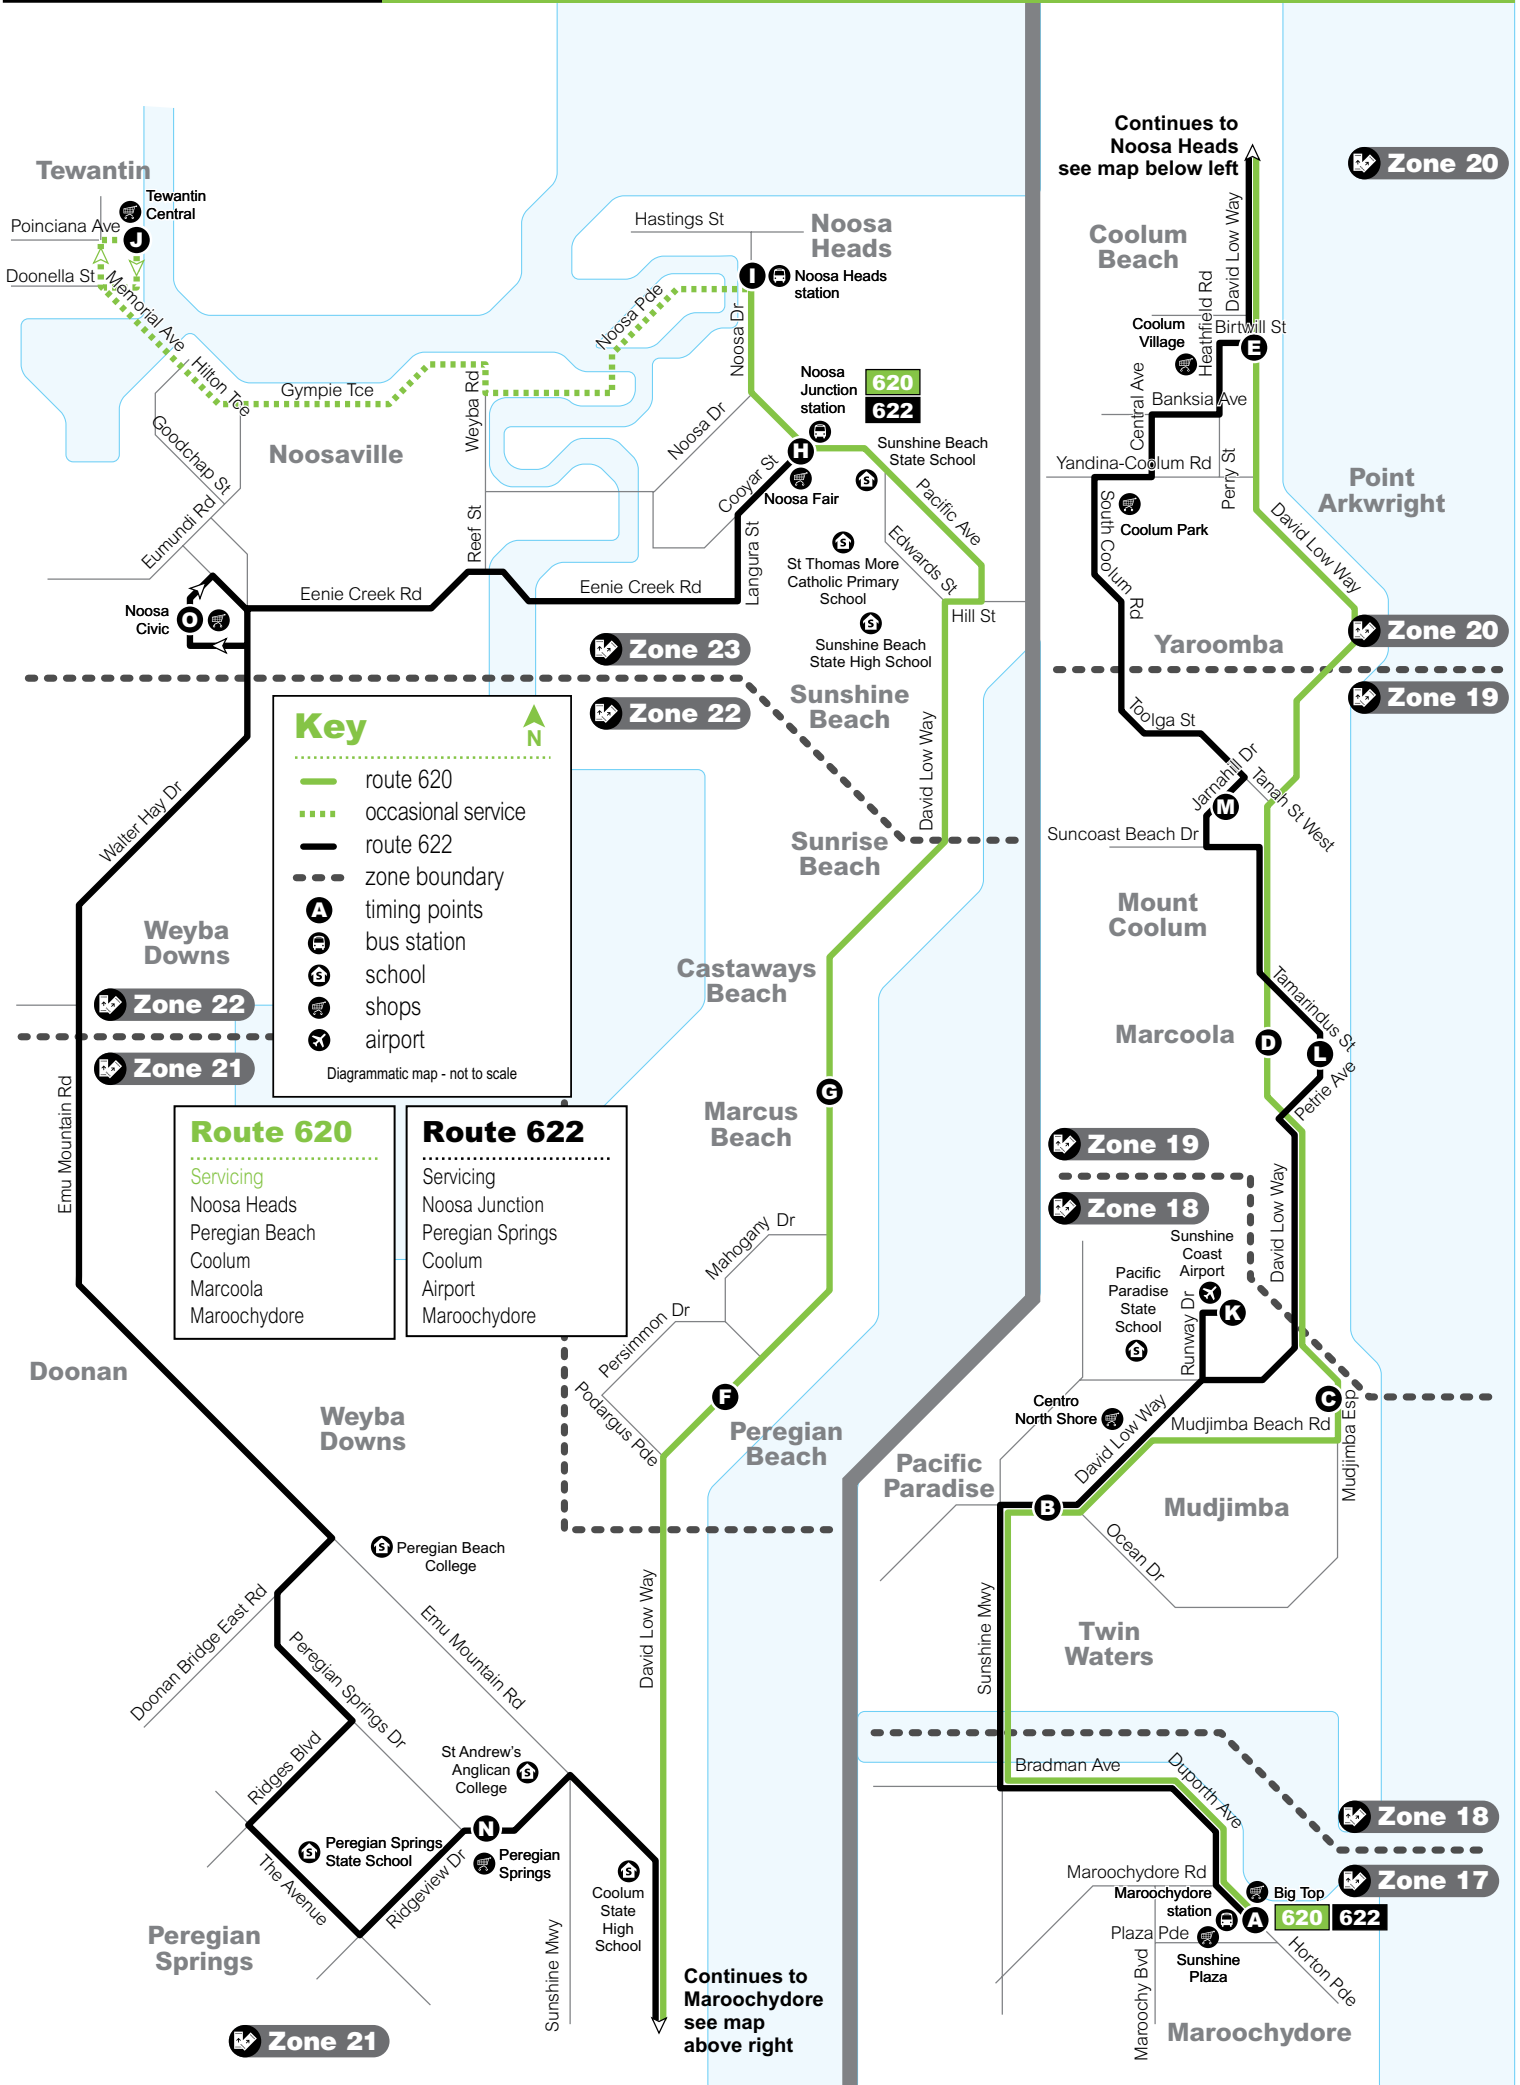 Tewantin
Tewantin
Central
Poinciana Ave
J
Doonella St
Memorial Ave
Hilton Tce
Gympie Tce
Goodchap St
Eumundi Rd
Noosaville
Weyba Rd
Reef St
Noosa Pde
Hastings St
Noosa
Heads
I
Noosa Heads
station
Noosa Dr
Noosa
Junction
station
620
622
Noosa Dr
H
Cooyar St
Noosa Fair
Langura St
Sunshine Beach
State School
Pacific Ave
Edwards St
St Thomas More
Catholic Primary
School
Hill St
Sunshine Beach
State High School
Eenie Creek Rd
Eenie Creek Rd
Noosa
Civic
O
Zone 23
Zone 22
Sunshine
Beach
David Low Way
Sunrise
Beach
Walter Hay Dr
Key
N
route 620
occasional service
route 622
zone boundary
A
timing points
bus station
school
shops
airport
Diagrammatic map - not to scale
Weyba
Downs
Zone 22
Zone 21
Emu Mountain Rd
Castaways
Beach
G
Marcus
Beach
Route 620
Servicing
Noosa Heads
Peregian Beach
Coolum
Marcoola
Maroochydore
Route 622
Servicing
Noosa Junction
Peregian Springs
Coolum
Airport
Maroochydore
Mahogany Dr
Persimmon Dr
Podargus Pde
F
Peregian
Beach
Doonan
Weyba
Downs
Peregian Beach
College
Doonan Bridge East Rd
Emu Mountain Rd
David Low Way
Peregian Springs Dr
Ridges Blvd
St Andrew's
Anglican
College
N
Peregian Springs
State School
Peregian
Springs
The Avenue
Ridgeview Dr
Coolum
State
High
School
Sunshine Mwy
Peregian
Springs
Zone 21
Continues to
Maroochydore
see map
above right
Continues to
Noosa Heads
see map below left
Zone 20
Coolum
Beach
David Low Way
Heathfield Rd
Birtwill St
Coolum
Village
E
Central Ave
Banksia Ave
Yandina-Coolum Rd
Perry St
Point
Arkwright
Coolum Park
South Coolum Rd
David Low Way
Yaroomba
Zone 20
Zone 19
Toolga St
Jarnahill Dr
M
Tanah St West
Suncoast Beach Dr
Mount
Coolum
Tamarindus St
Marcoola
D
L
Petrie Ave
Zone 19
Zone 18
David Low Way
Sunshine
Coast
Airport
K
Pacific
Paradise
State
School
Runway Dr
Centro
North Shore
David Low Way
C
Mudjimba Beach Rd
Mudjimba Esp
Pacific
Paradise
B
Mudjimba
Ocean Dr
Sunshine Mwy
Twin
Waters
Bradman Ave
Duporth Ave
Zone 18
Zone 17
Maroochydore Rd
Maroochydore
station
Big Top
A
620
622
Plaza Pde
Sunshine
Plaza
Maroochy Bvd
Horton Pde
Maroochydore